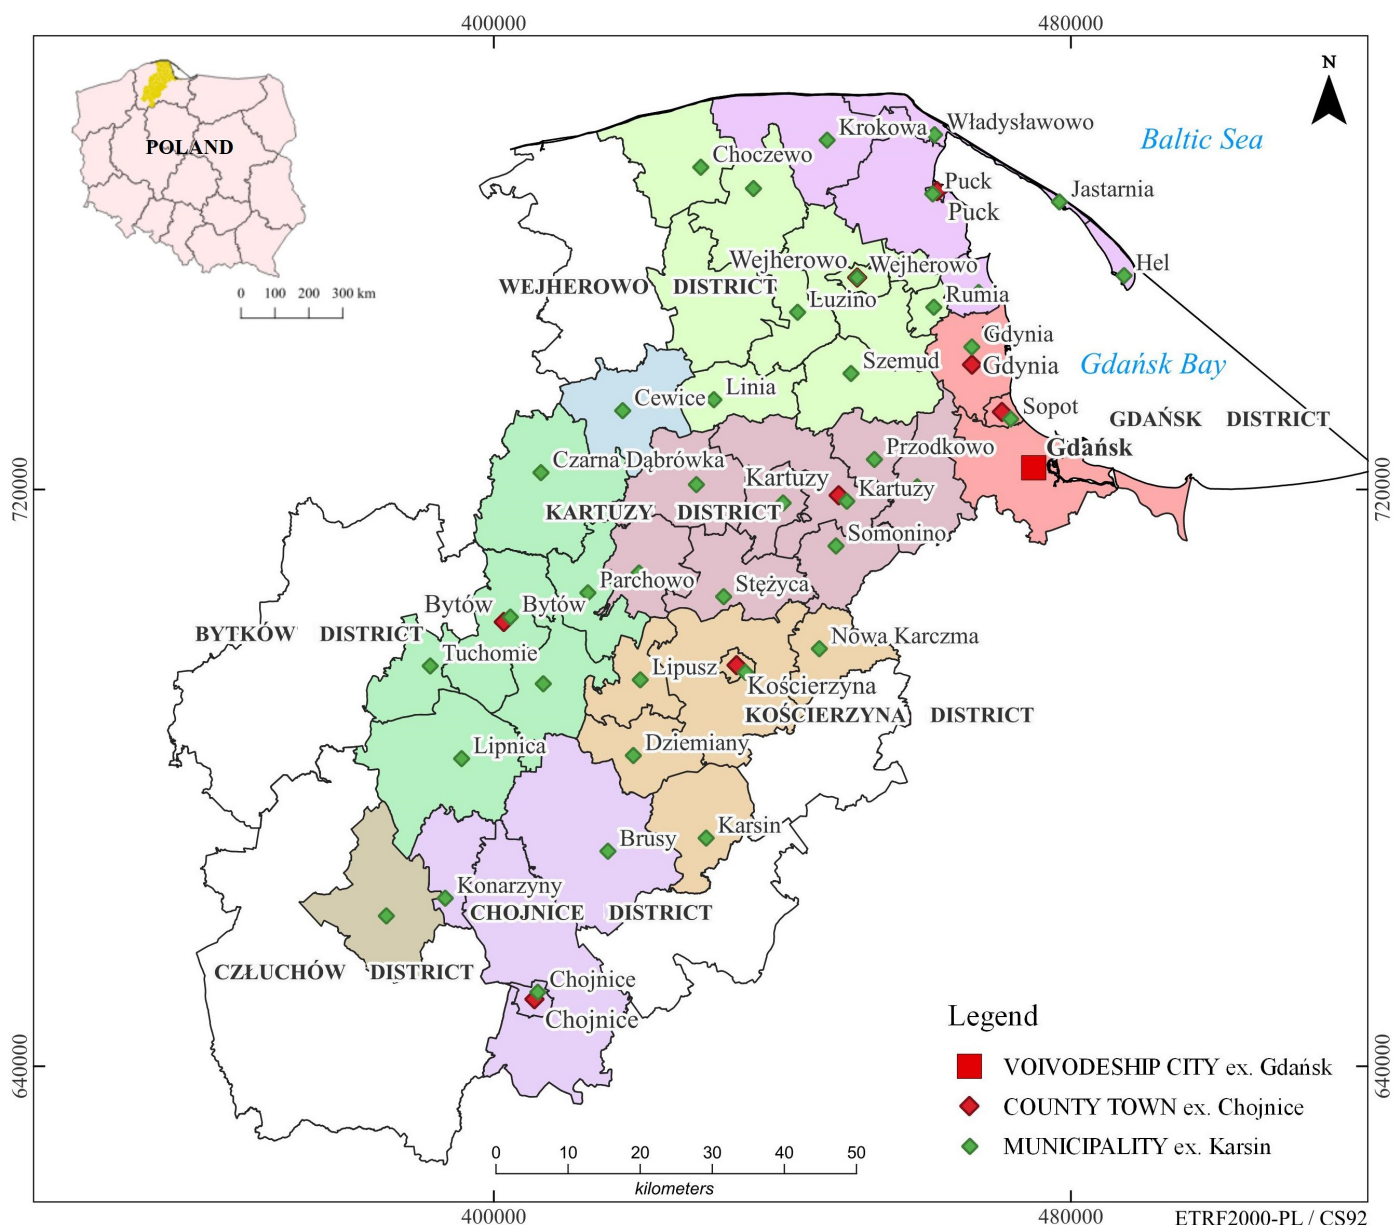 400000
480000
N
Władysławowo
Krokowa
Baltic Sea
POLAND
Choczewo
Puck
Jastarnia
Puck
Wejherowo
Wejherowo
Hel
WEJHEROWO DISTRICT
0 100 200 300 km
Luzino
Rumia
Gdynia
Szemud
Gdynia
Gdańsk Bay
Linia
Cewice
Sopot
GDAŃSK DISTRICT
Przodkowo
Gdańsk
Czarna Dąbrówka
Kartuzy
Kartuzy
720000
720000
KARTUZY DISTRICT
Somonino
Parchowo
Stężyca
Bytów
Bytów
BYTKÓW DISTRICT
Nowa Karczma
Tuchomie
Lipusz
Kościerzyna
KOŚCIERZYNA DISTRICT
Dziemiany
Lipnica
Karsin
Brusy
Konarzyny
CHOJNICE DISTRICT
CZŁUCHÓW DISTRICT
Chojnice
Chojnice
Legend
VOIVODESHIP CITY ex. Gdańsk
COUNTY TOWN ex. Chojnice
MUNICIPALITY ex. Karsin
640000
640000
0 10 20 30 40 50
kilometers
400000
480000
ETRF2000-PL / CS92